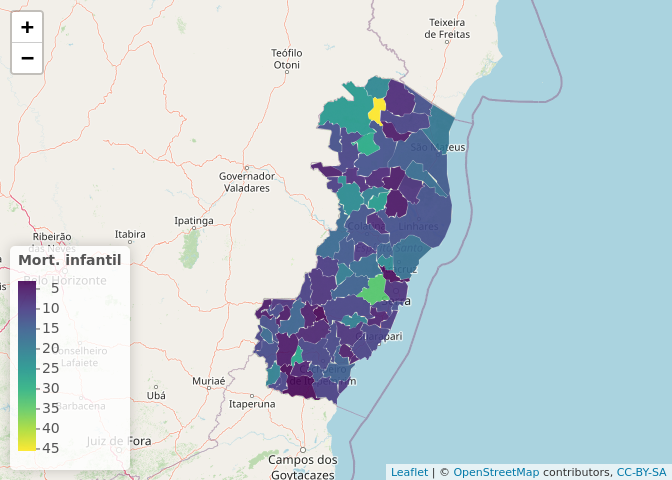 +
−
Teixeira
de Freitas
Teófilo
Otoni
São Mateus
Governador
Valadares
Ipatinga
Itabira
Ribeirão
das Neves
Linhares
Mort. infantil
Belo Horizonte
5
10
15
20
25
30
35
40
45
Conselheiro
Lafaiete
Guarapari
Muriaé
Ubá
Itaperuna
Barbacena
Juiz de Fora
Campos dos
Goytacazes
Leaflet | © OpenStreetMap contributors, CC-BY-SA